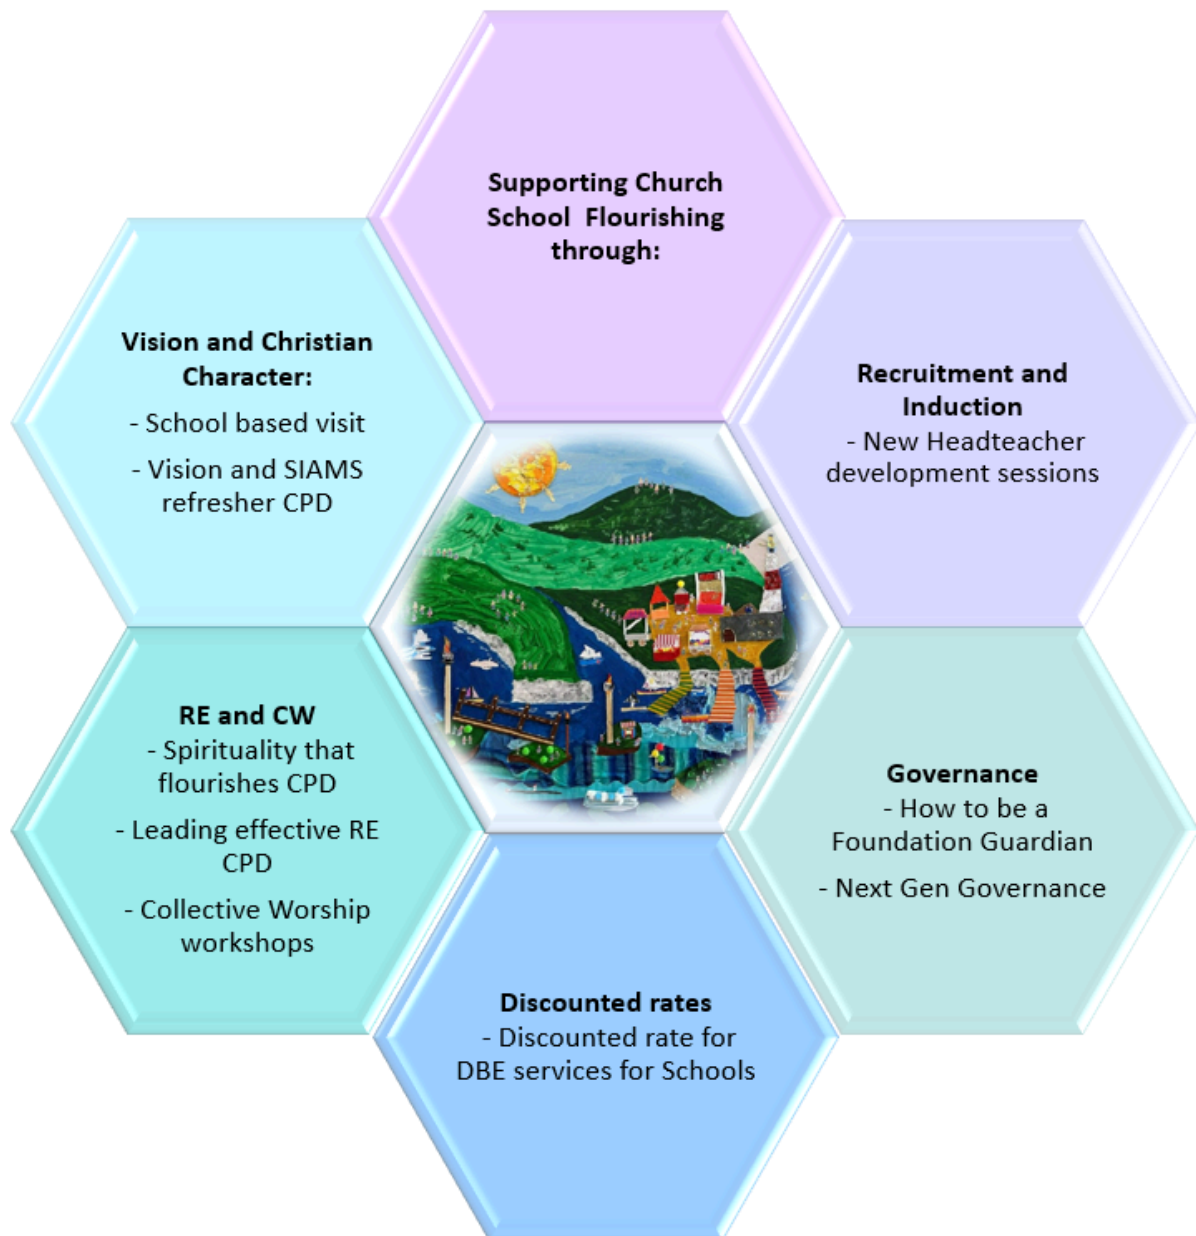 Supporting Church
School  Flourishing
through:
Recruitment and
Induction
- New Headteacher
development sessions
Governance
- How to be a
Foundation Guardian
- Next Gen Governance
Discounted rates
- Discounted rate for
DBE services for Schools
RE and CW
- Spirituality that
flourishes CPD
- Leading effective RE
CPD
- Collective Worship
workshops
Vision and Christian
Character:
- School based visit
- Vision and SIAMS
refresher CPD